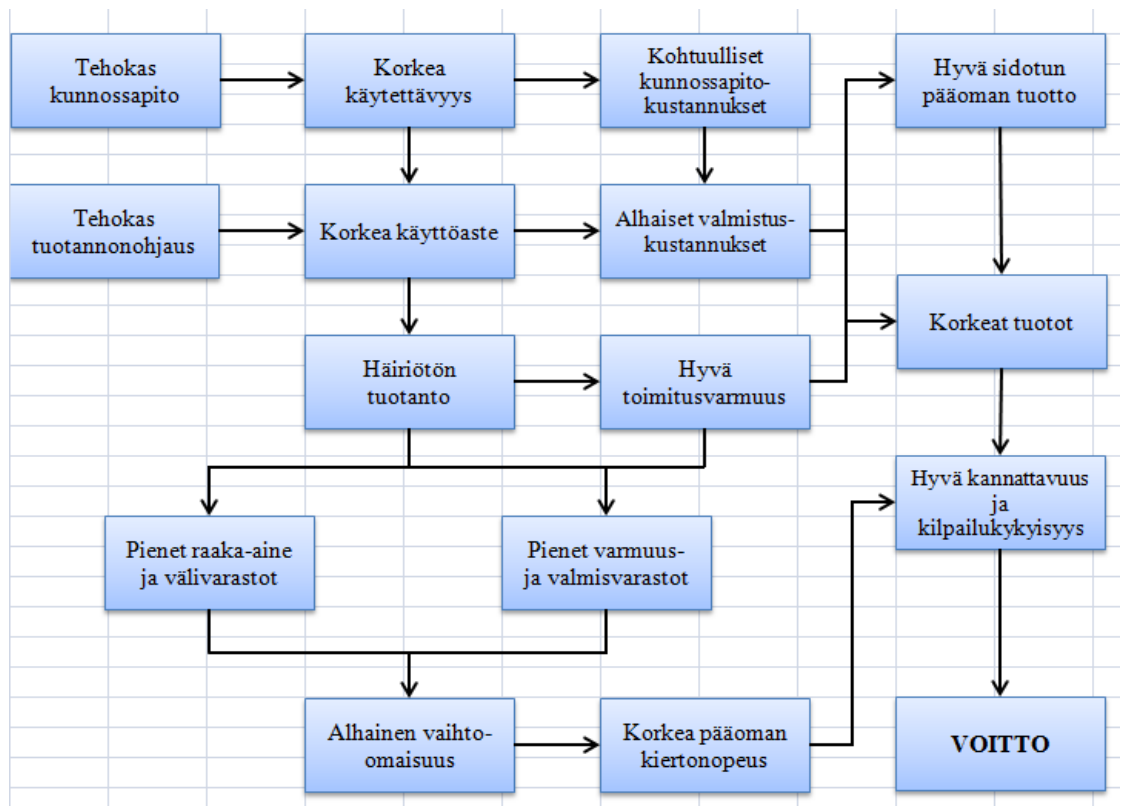 Tehokas
kunnossapito
Korkea
käytettävyys
Kohtuulliset
kunnossapito-
kustannukset
Hyvä sidotun
pääoman tuotto
Tehokas
tuotannonohjaus
Korkea käyttöaste
Alhaiset valmistus-
kustannukset
Korkeat tuotot
Häiriötön
tuotanto
Hyvä
toimitusvarmuus
Hyvä kannattavuus
ja
kilpailukykyisyys
Pienet raaka-aine
ja välivarastot
Pienet varmuus-
ja valmisvarastot
Alhainen vaihto-
omaisuus
Korkea pääoman
kiertonopeus
VOITTO